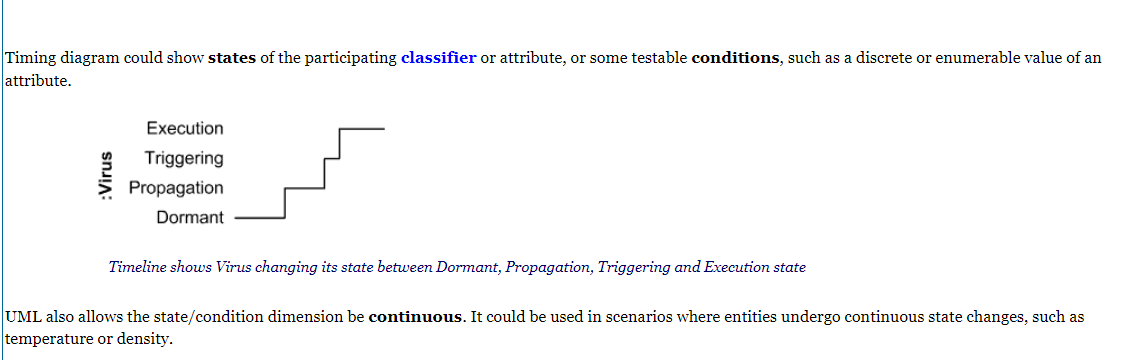 Timing diagram could show states of the participating classifier or attribute, or some testable conditions, such as a discrete or enumerable value of an
attribute.
Execution
Triggering
:Virus
Propagation
Dormant
Timeline shows Virus changing its state between Dormant, Propagation, Triggering and Execution state
UML also allows the state/condition dimension be continuous. It could be used in scenarios where entities undergo continuous state changes, such as
temperature or density.